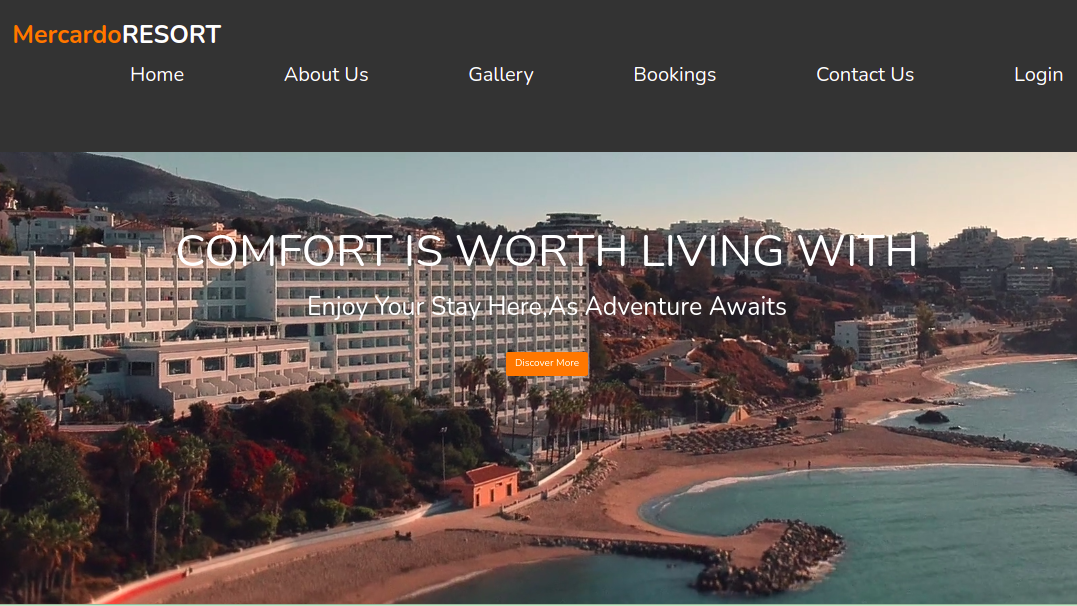 MercardoRESORT
Home About Us Gallery Bookings Contact Us Login
COMFORT IS WORTH LIVING WITH
Enjoy Your Stay Here,As Adventure Awaits
Discover More